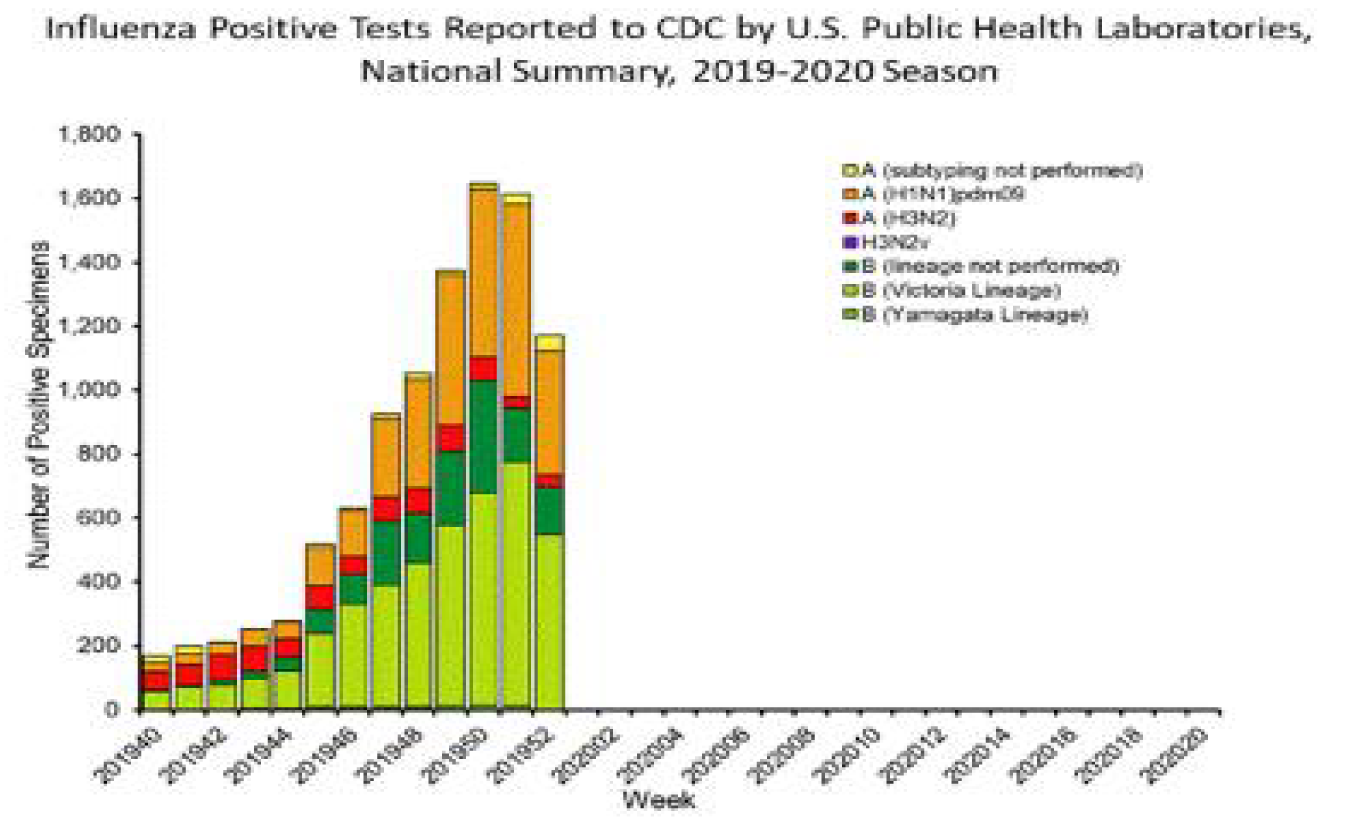 Influenza Positive Tests Reported to CDC by U.S. Public Health Laboratories,
National Summary, 2019-2020 Season
Number of Positive Specimens
1,800
1,600
1,400
1,200
1,000
800
600
400
200
0
A (subtyping not performed)
A (H1N1)pdm09
A (H3N2)
H3N2v
B (lineage not performed)
B (Victoria Lineage)
B (Yamagata Lineage)
201940
201942
201944
201946
201948
201950
201952
202002
202004
202006
202008
202010
202012
202014
202016
202018
202020
Week